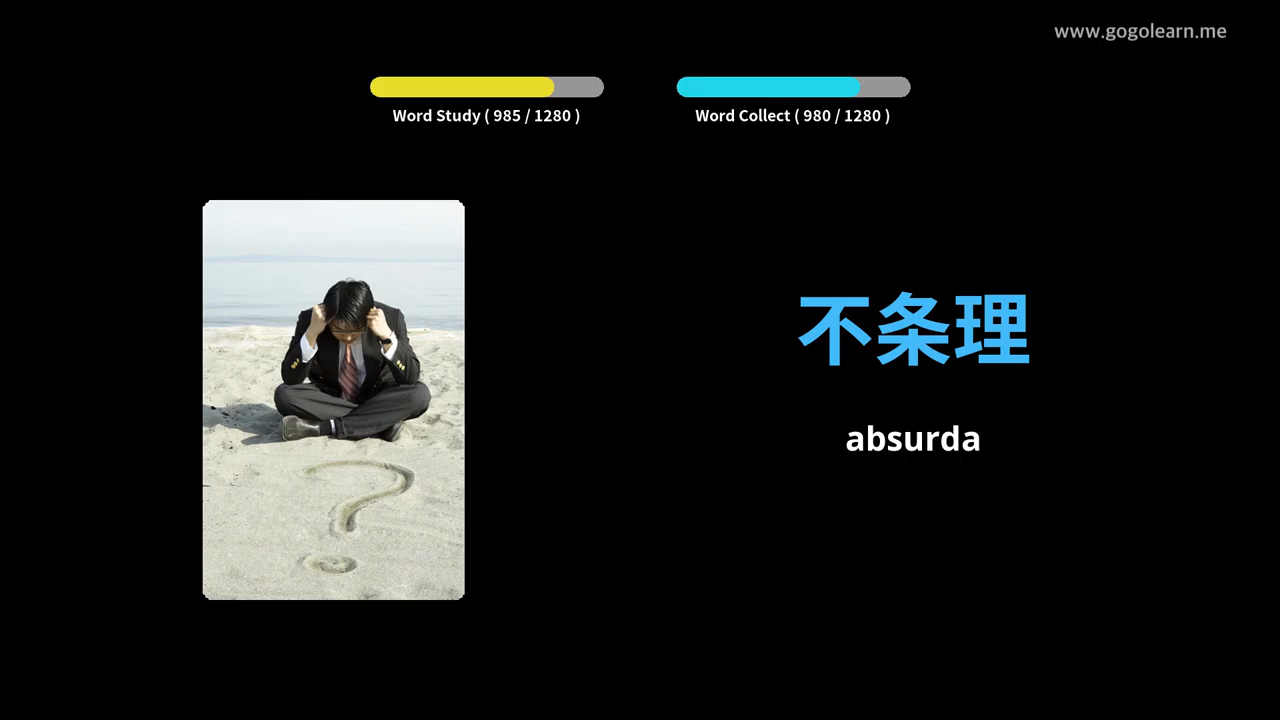 www.gogolearn.me
Word Study ( 985 / 1280 )
Word Collect ( 980 / 1280 )
不条理
absurda
?